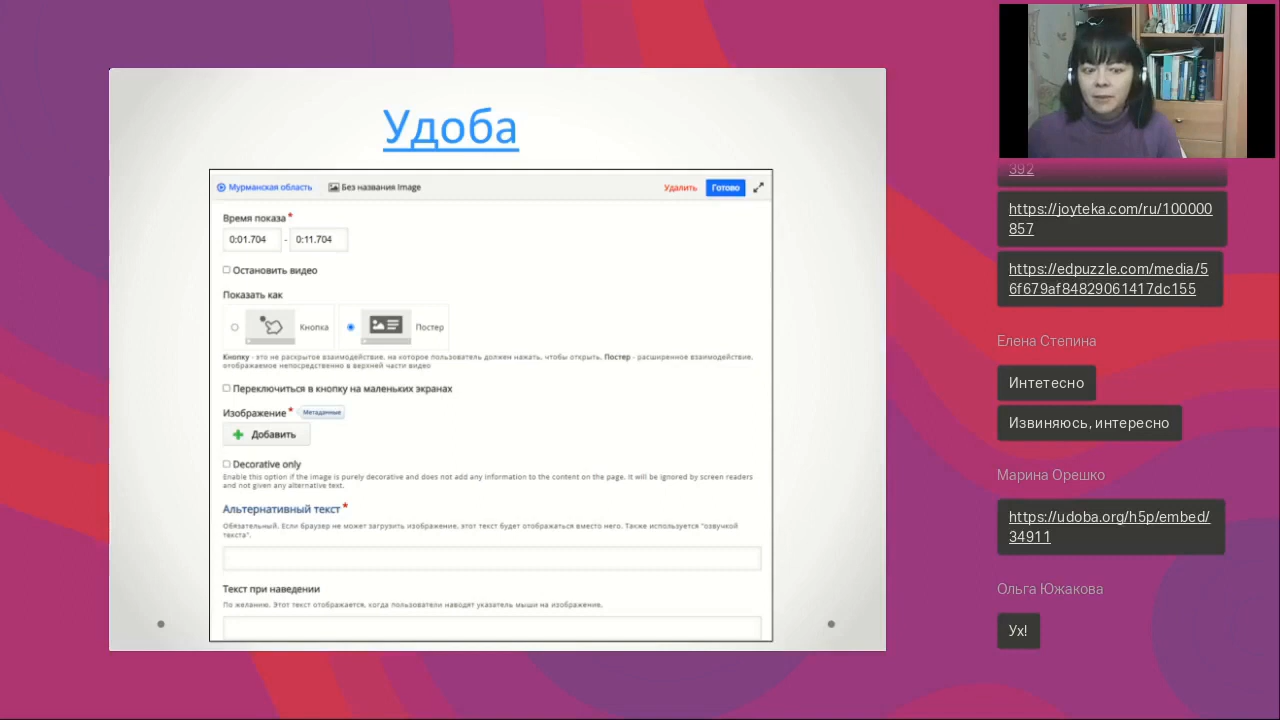 Удоба
Мурманская область
Без названия Image
Удалить
Готово
Время показа *
0:01.704 - 0:11.704
Остановить видео
Показать как
Кнопка
Постер
Кнопку - это не раскрытое взаимодействие, на которое пользователь должен нажать, чтобы открыть. Постер - расширенное взаимодействие,
отображаемое непосредственно в верхней части видео
Переключиться в кнопку на маленьких экранах
Изображение * Метаданные
Добавить
Decorative only
Enable this option if the image is purely decorative and does not add any information to the content on the page. It will be ignored by screen readers
and not given any alternative text.
Альтернативный текст *
Обязательный. Если браузер не может загрузить изображение, этот текст будет отображаться вместо него. Также используется "озвучкой
текста".
Текст при наведении
По желанию. Этот текст отображается, когда пользователи наводят указатель мыши на изображение.
392
https://joyteka.com/ru/100000
857
https://edpuzzle.com/media/5
6f679af84829061417dc155
Елена Степина
Интетесно
Извиняюсь, интересно
Марина Орешко
https://udoba.org/h5p/embed/
34911
Ольга Южакова
Ух!